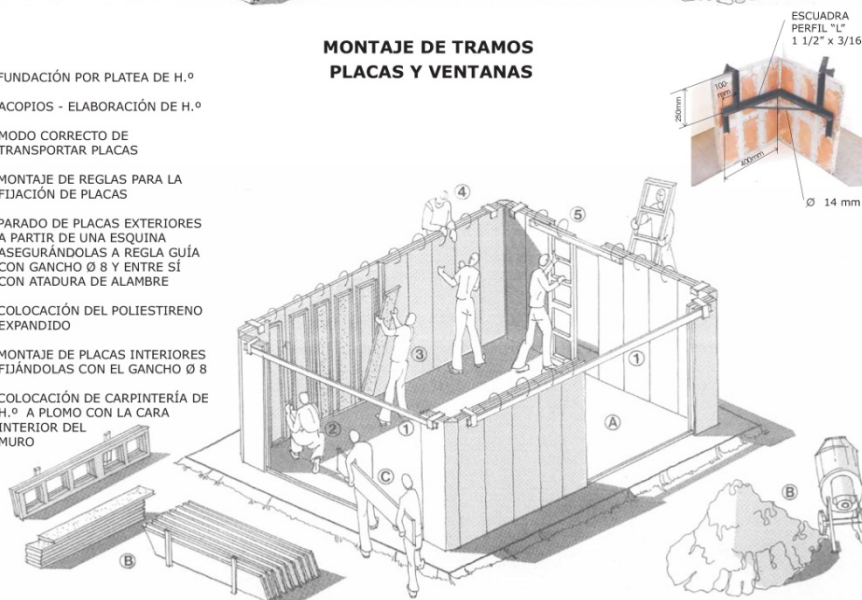 MONTAJE DE TRAMOS
PLACAS Y VENTANAS
FUNDACIÓN POR PLATEA DE H.º
ACOPIOS - ELABORACIÓN DE H.º
MODO CORRECTO DE
TRANSPORTAR PLACAS
MONTAJE DE REGLAS PARA LA
FIJACIÓN DE PLACAS
PARADO DE PLACAS EXTERIORES
A PARTIR DE UNA ESQUINA
ASEGURÁNDOLAS A REGLA GUÍA
CON GANCHO Ø 8 Y ENTRE SÍ
CON ATADURA DE ALAMBRE
COLOCACIÓN DEL POLIESTIRENO
EXPANDIDO
MONTAJE DE PLACAS INTERIORES
FIJÁNDOLAS CON EL GANCHO Ø 8
COLOCACIÓN DE CARPINTERÍA DE
H.º A PLOMO CON LA CARA
INTERIOR DEL
MURO
ESCUADRA
PERFIL "L"
1 1/2" x 3/16
100-
mm
250mm
400mm
Ø 14 mm
4
5
3
1
2
1
A
C
B
B